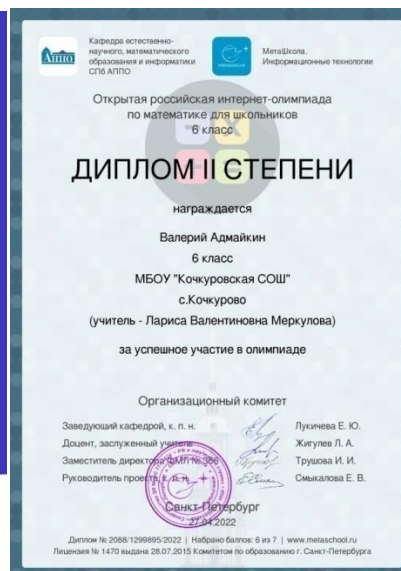 АППО
Кафедра естественно-
научного, математического
образования и информатики
СПб АППО
МетаШкола.
Информационные технологии
Открытая российская интернет-олимпиада
по математике для школьников
6 класс
ДИПЛОМ II СТЕПЕНИ
награждается
Валерий Адмайкин
6 класс
МБОУ "Кочкуровская СОШ"
с.Кочкурово
(учитель - Лариса Валентиновна Меркулова)
за успешное участие в олимпиаде
Организационный комитет
Заведующий кафедрой, к. п. н. Лукичева Е. Ю.
Доцент, заслуженный учитель Жигулев Л. А.
Заместитель директора ФМЛ № 366 Трушова И. И.
Руководитель проекта, к. п. н. Смыкалова Е. В.
Санкт-Петербург
27.04.2022
Диплом № 2088/1299895/2022 | Набрано баллов: 6 из 7 | www.metaschool.ru
Лицензия № 1470 выдана 28.07.2015 Комитетом по образованию г. Санкт-Петербурга